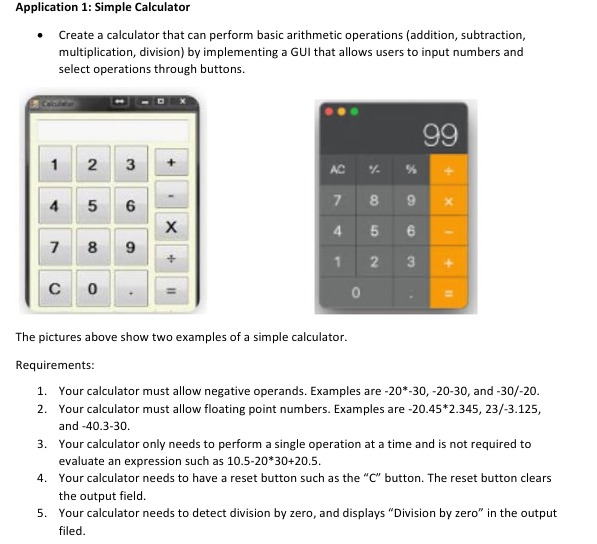 Application 1: Simple Calculator
• Create a calculator that can perform basic arithmetic operations (addition, subtraction,
multiplication, division) by implementing a GUI that allows users to input numbers and
select operations through buttons.
Calculator
1 2 3 +
4 5 6 -
X
7 8 9 ÷
C 0 . =
99
AC
7 8 9 ×
4 5 6 −
1 2 3 +
0 . =
The pictures above show two examples of a simple calculator.
Requirements:
1. Your calculator must allow negative operands. Examples are -20*-30, -20-30, and -30/-20.
2. Your calculator must allow floating point numbers. Examples are -20.45*2.345, 23/-3.125,
and -40.3-30.
3. Your calculator only needs to perform a single operation at a time and is not required to
evaluate an expression such as 10.5-20*30+20.5.
4. Your calculator needs to have a reset button such as the “C” button. The reset button clears
the output field.
5. Your calculator needs to detect division by zero, and displays “Division by zero” in the output
filed.